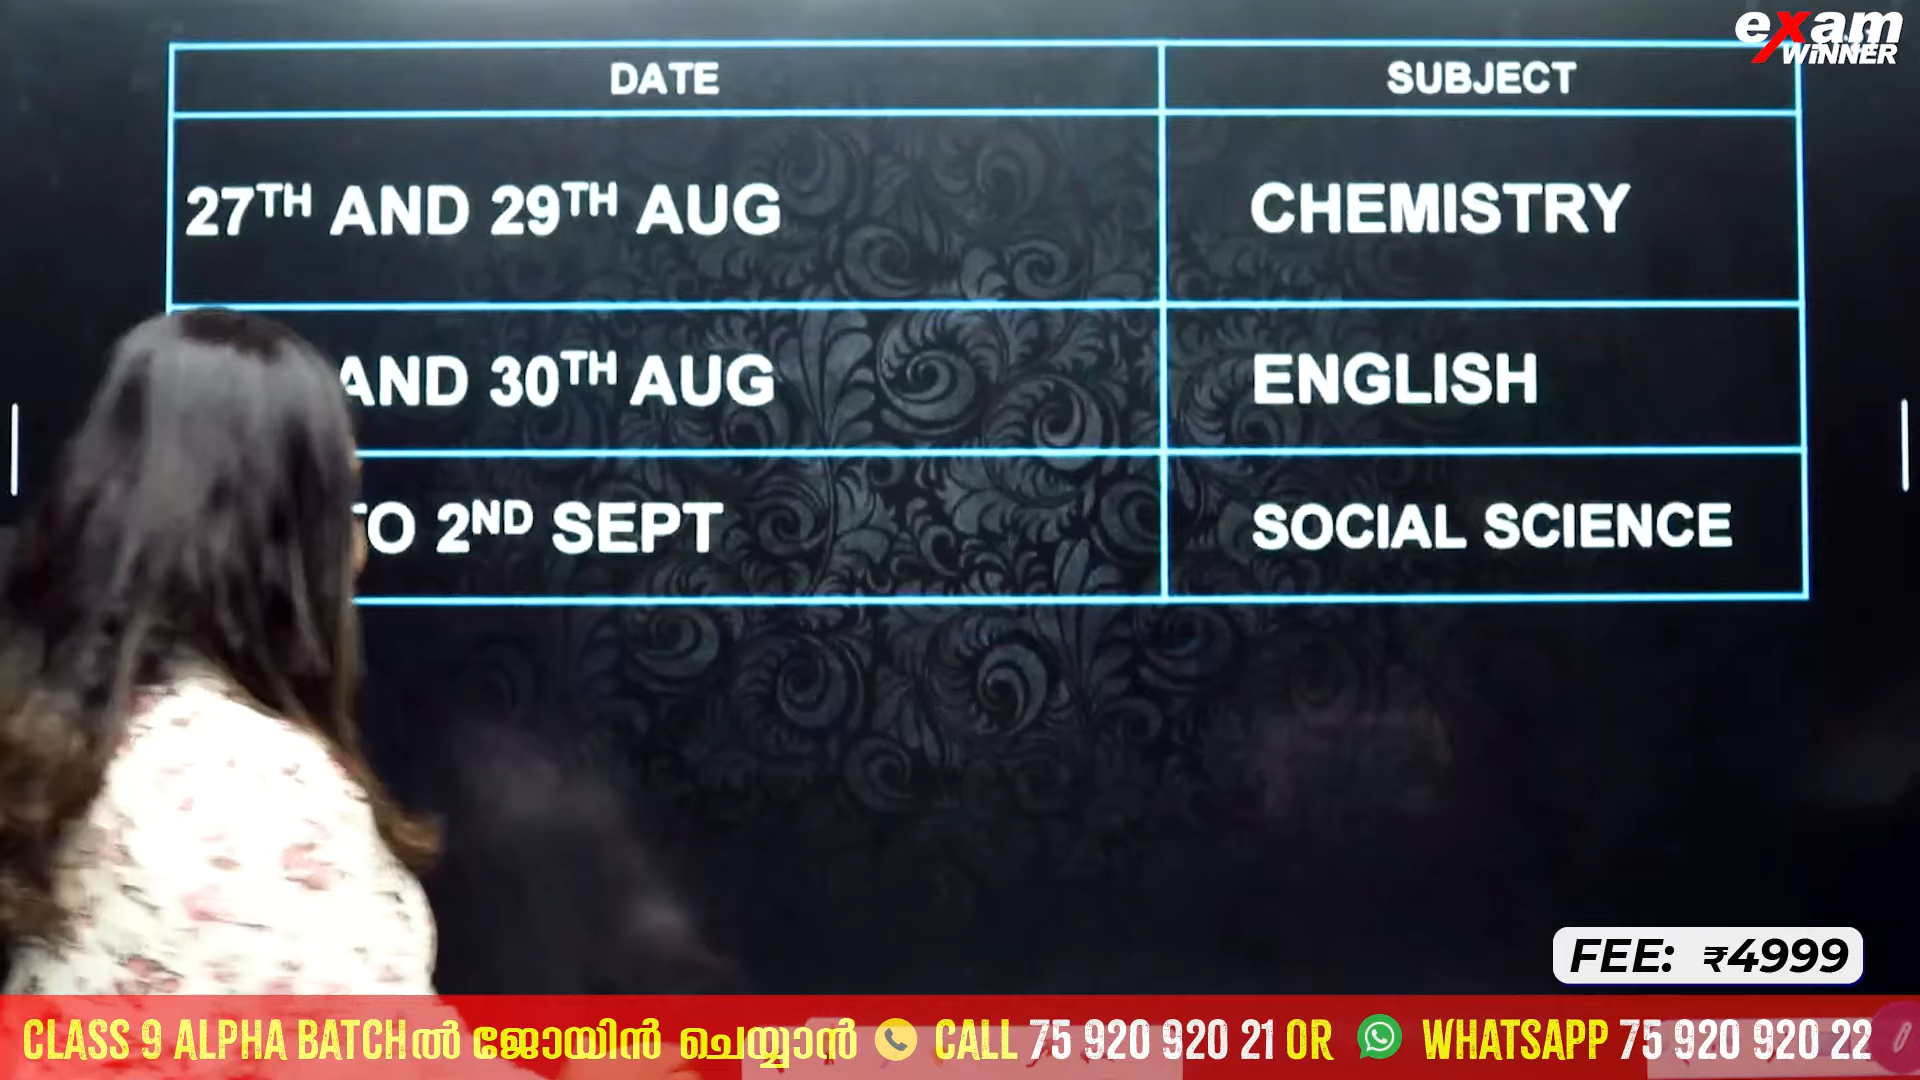 exam
WINNER
DATE SUBJECT
27TH AND 29TH AUG CHEMISTRY
AND 30TH AUG ENGLISH
TO 2ND SEPT SOCIAL SCIENCE
FEE: ₹4999
CLASS 9 ALPHA BATCHൽ ജോയിൻ ചെയ്യാൻ CALL 75 920 920 21 OR WHATSAPP 75 920 920 22